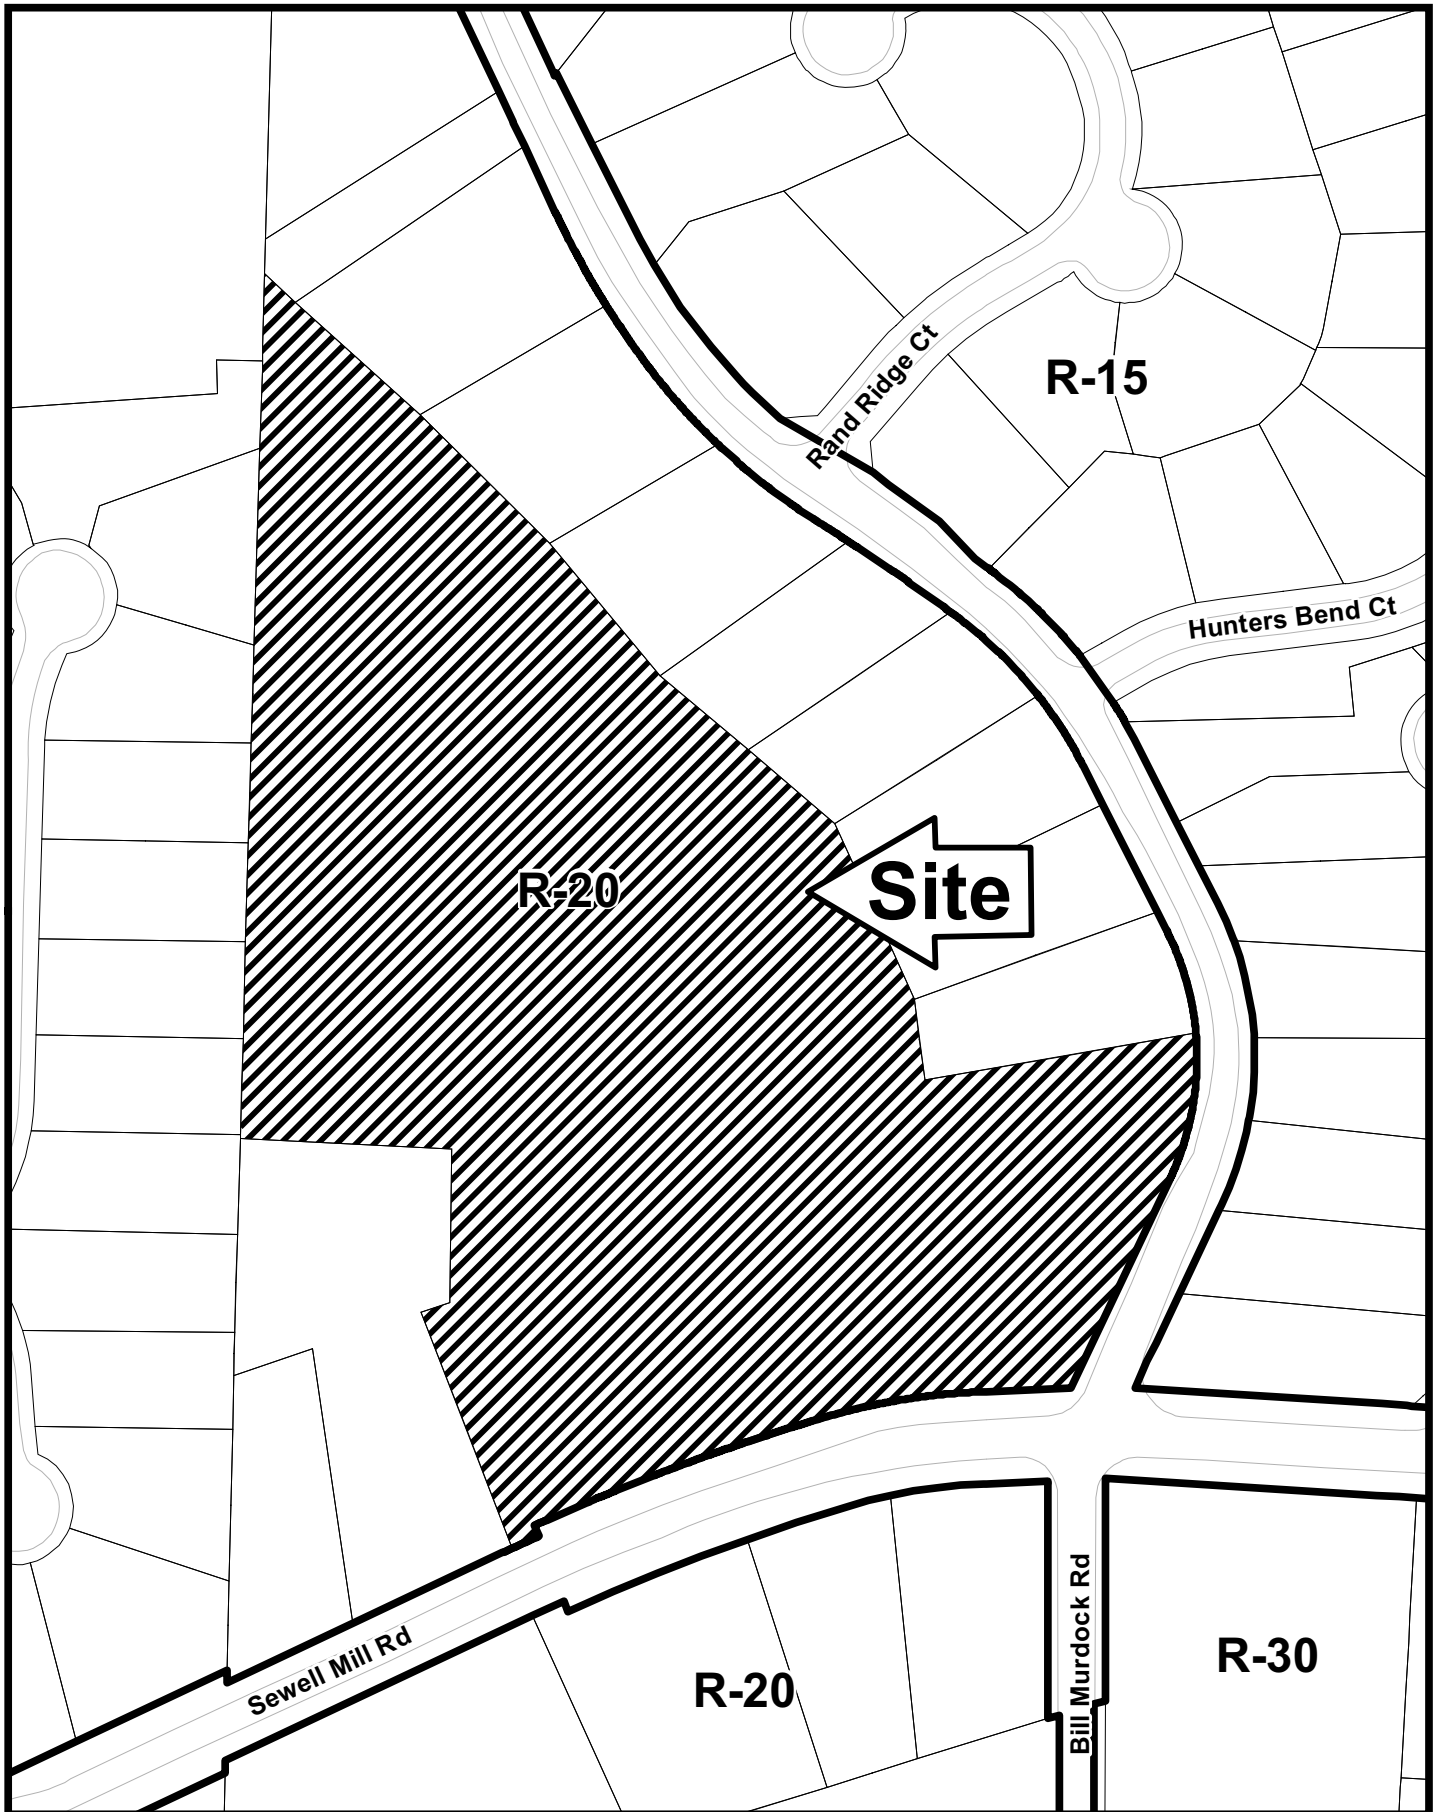 Rand Ridge Ct
R-15
Hunters Bend Ct
R-20
Site
Sewell Mill Rd
R-20
Bill Murdock Rd
R-30